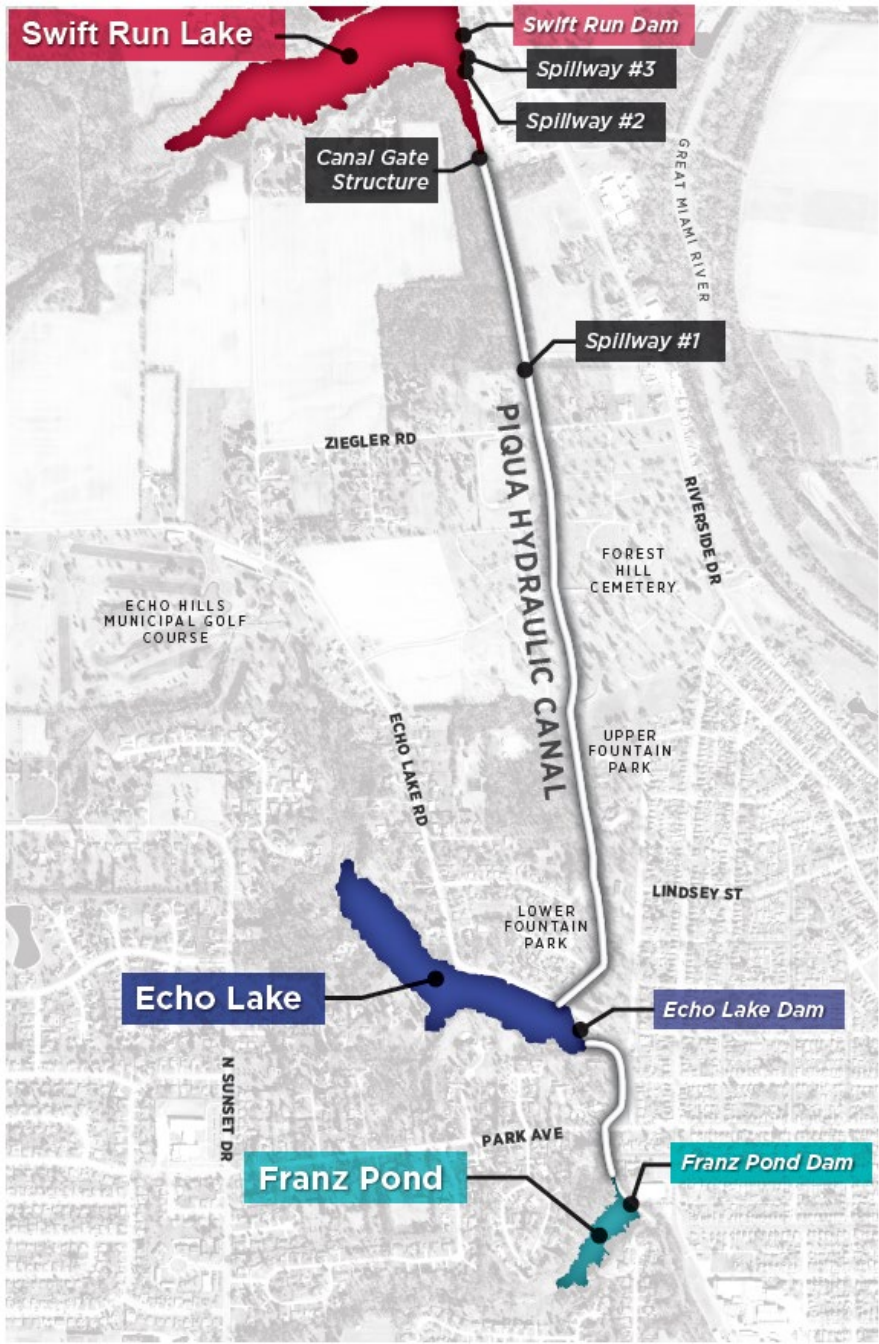 Swift Run Lake
Swift Run Dam
Spillway #3
Spillway #2
Canal Gate
Structure
GREAT MIAMI RIVER
Spillway #1
PIQUA HYDRAULIC CANAL
ZIEGLER RD
RIVERSIDE DR
FOREST
HILL
CEMETERY
ECHO HILLS
MUNICIPAL GOLF
COURSE
ECHO LAKE RD
UPPER
FOUNTAIN
PARK
LINDSEY ST
LOWER
FOUNTAIN
PARK
Echo Lake
Echo Lake Dam
N SUNSET DR
PARK AVE
Franz Pond
Franz Pond Dam